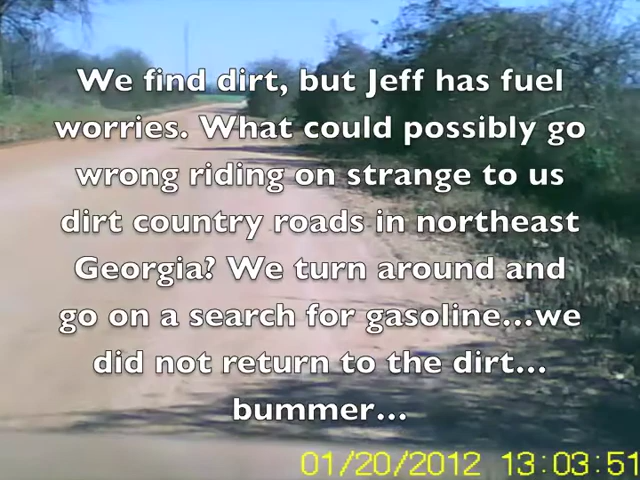 We find dirt, but Jeff has fuel
worries. What could possibly go
wrong riding on strange to us
dirt country roads in northeast
Georgia? We turn around and
go on a search for gasoline...we
did not return to the dirt...
bummer...
01/20/2012 13:03:51